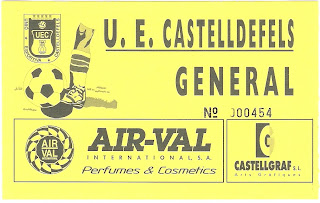 UEC
U. E. CASTELLDEFELS
GENERAL
Nº 000454
AIR VAL
AIR-VAL
INTERNATIONAL, S.A.
Perfumes & Cosmetics
CASTELLGRAF S.L.
Arts Gràfiques